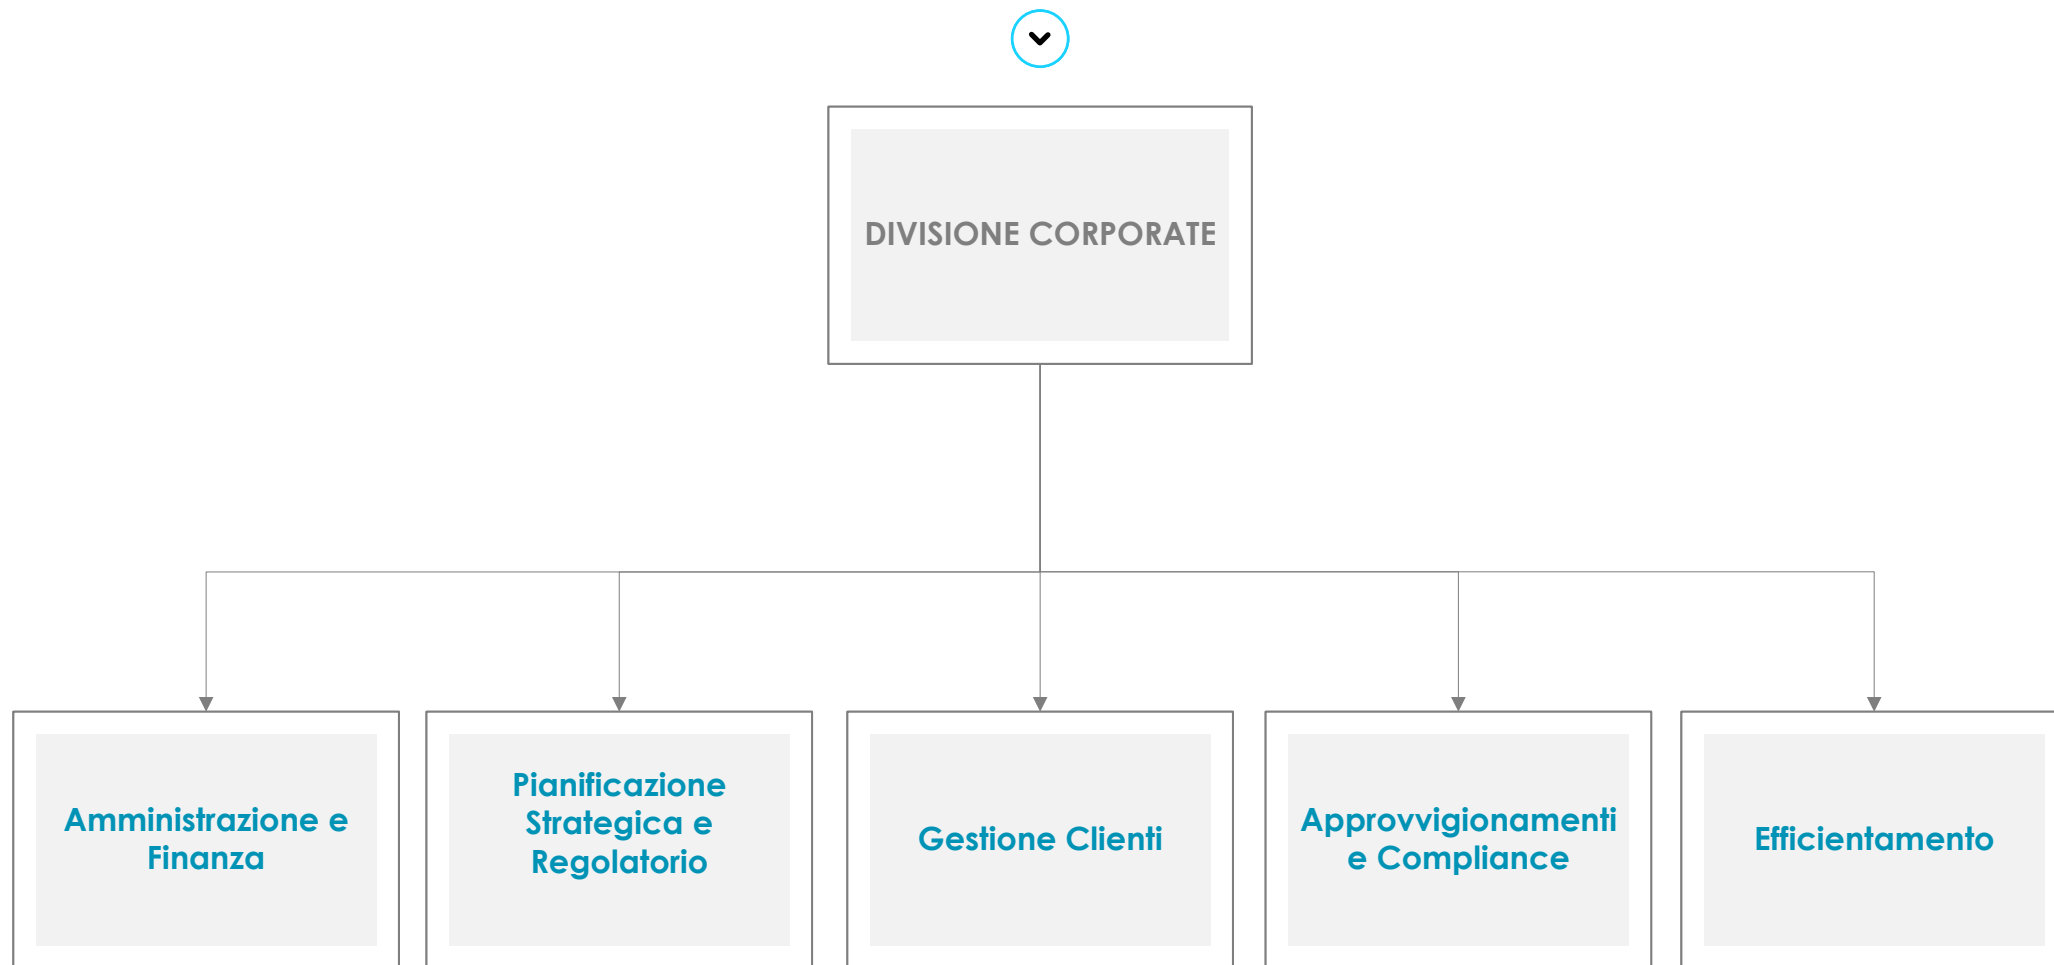 DIVISIONE CORPORATE
Amministrazione e
Finanza
Pianificazione
Strategica e
Regolatorio
Gestione Clienti
Approvvigionamenti
e Compliance
Efficientamento